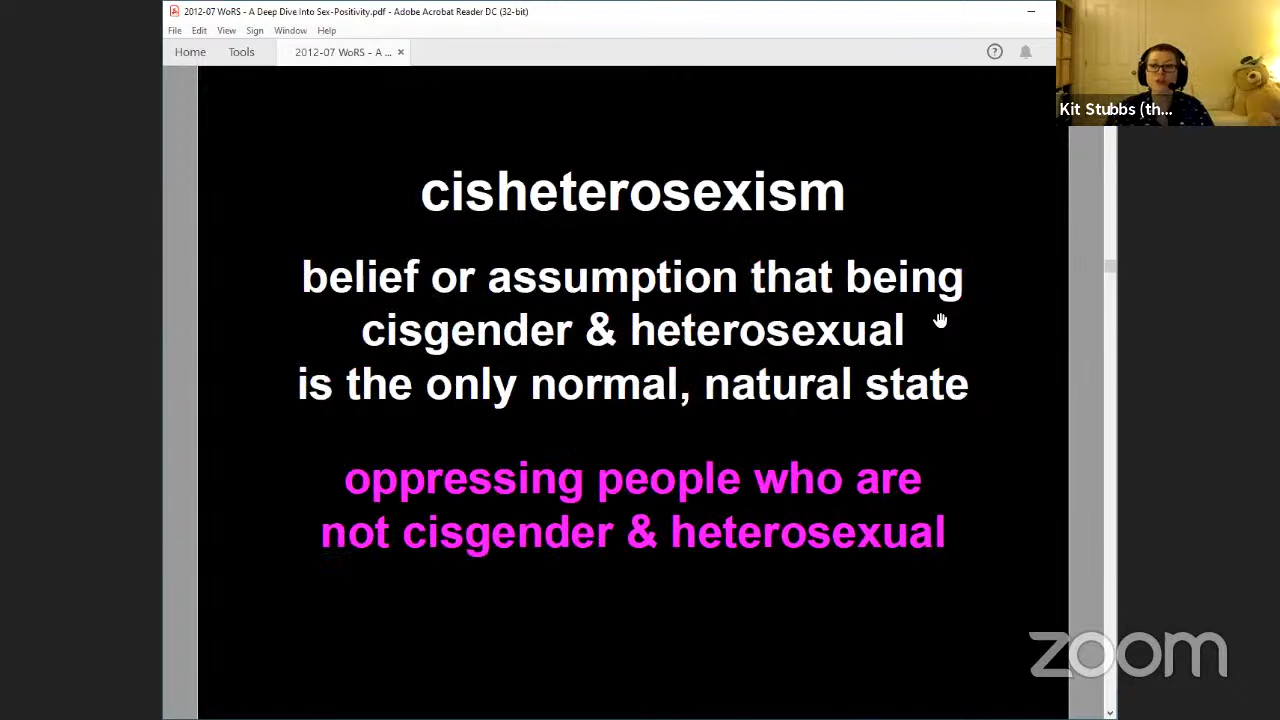 2012-07 WoRS - A Deep Dive Into Sex-Positivity.pdf - Adobe Acrobat Reader DC (32-bit)
File Edit View Sign Window Help
Home Tools 2012-07 WoRS - A ... ×
Kit Stubbs (th...
cisheterosexism
belief or assumption that being
cisgender & heterosexual
is the only normal, natural state
oppressing people who are
not cisgender & heterosexual
zoom